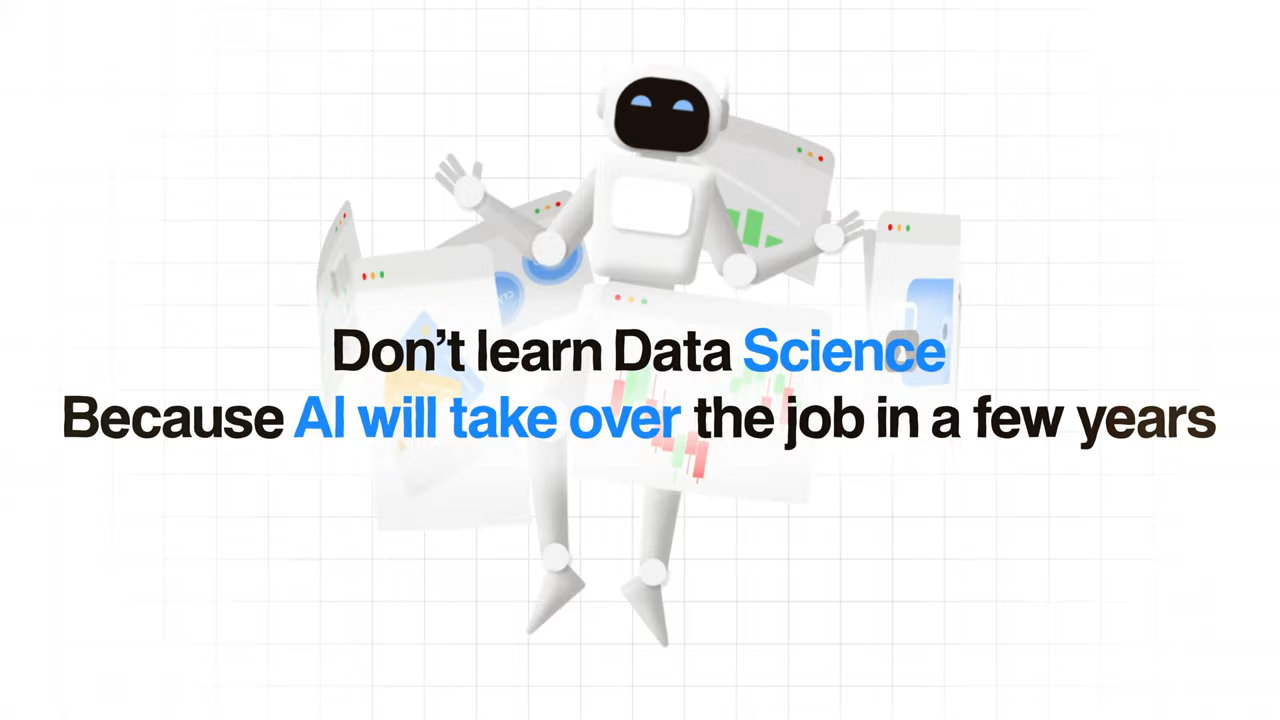 Don’t learn Data Science
Because AI will take over the job in a few years